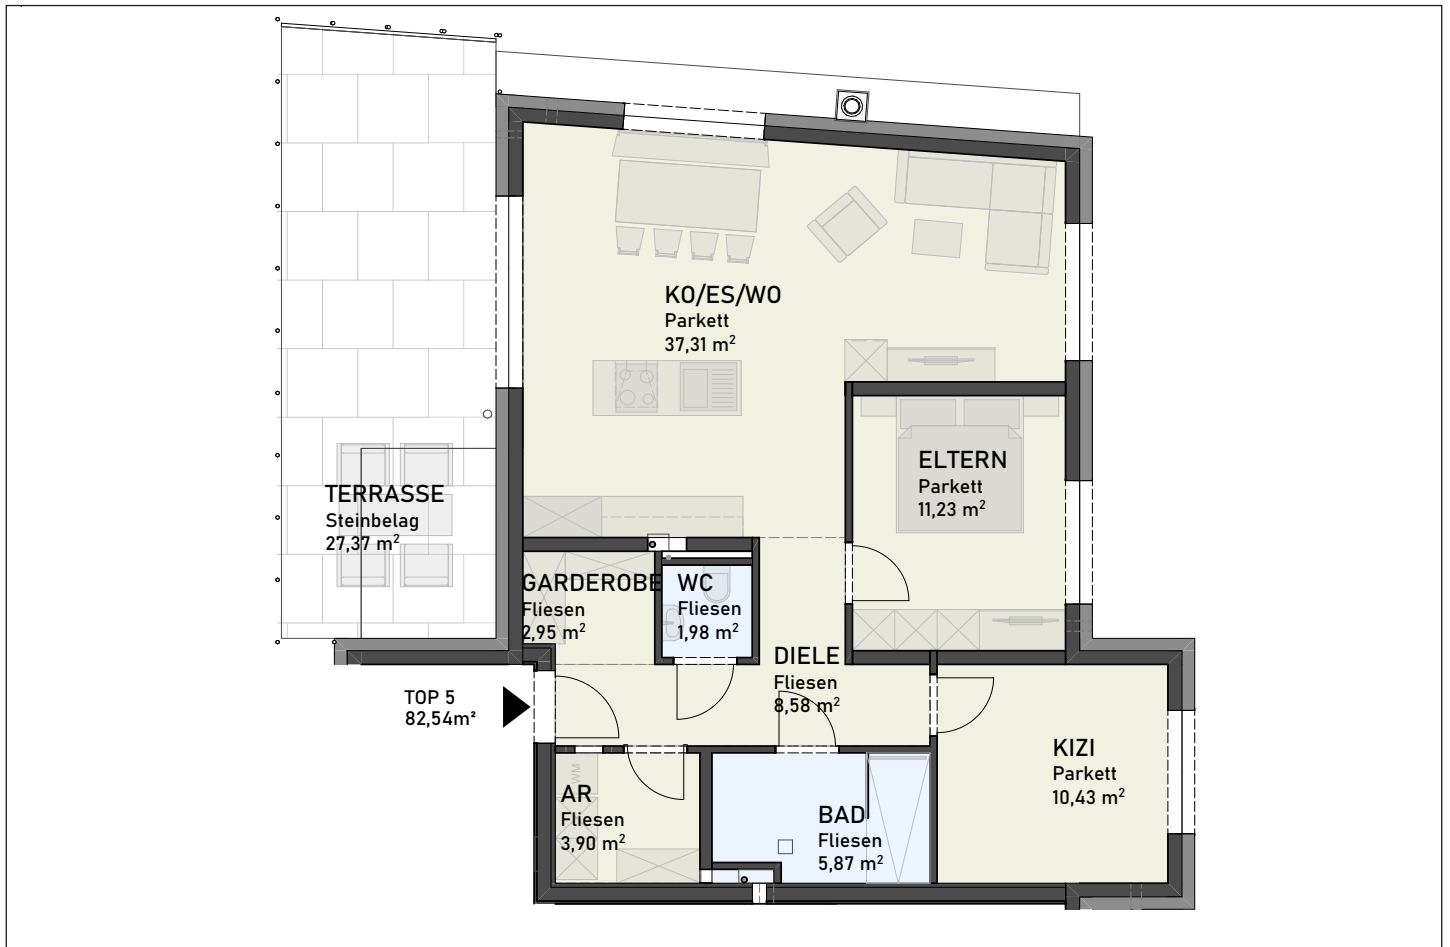 KO/ES/WO
Parkett
37,31 m²
ELTERN
Parkett
11,23 m²
TERRASSE
Steinbelag
27,37 m²
GARDEROBE
Fliesen
2,95 m²
WC
Fliesen
1,98 m²
DIELE
Fliesen
8,58 m²
TOP 5
82,54m²
KIZI
Parkett
10,43 m²
WM
AR
Fliesen
3,90 m²
BAD
Fliesen
5,87 m²